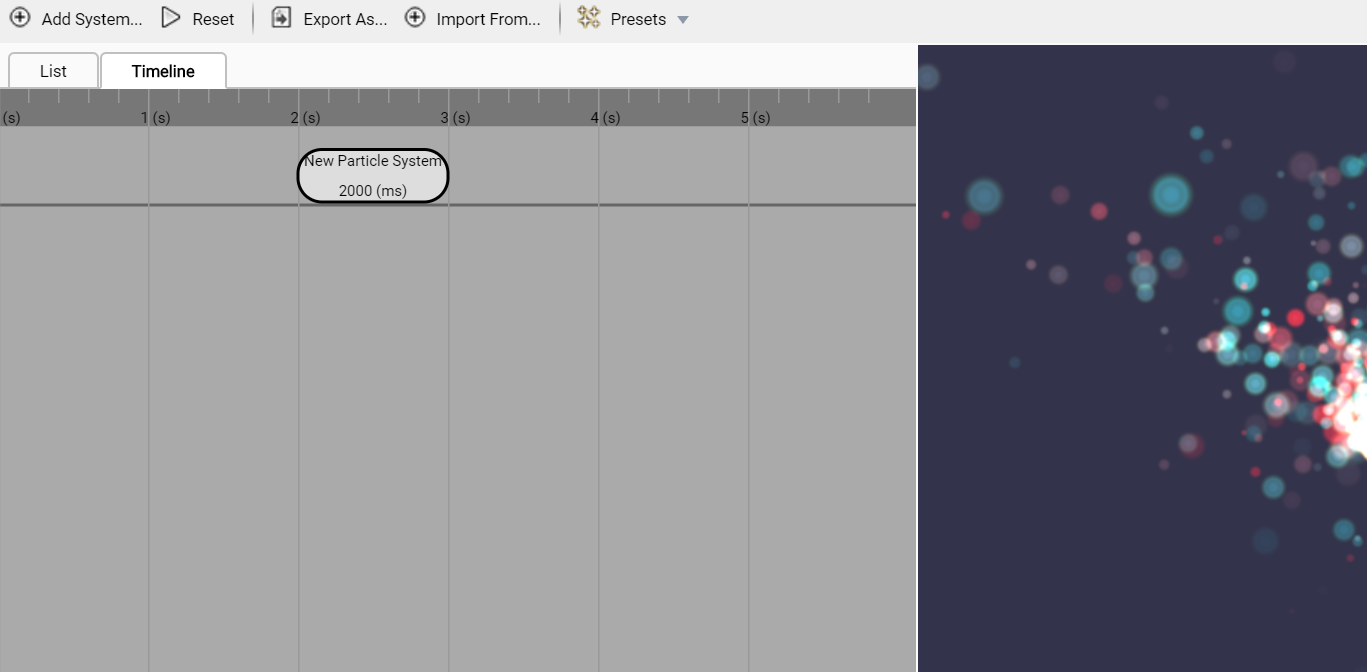 Add System... Reset Export As... Import From... Presets
List Timeline
(s) 1 (s) 2 (s) 3 (s) 4 (s) 5 (s)
New Particle System
2000 (ms)